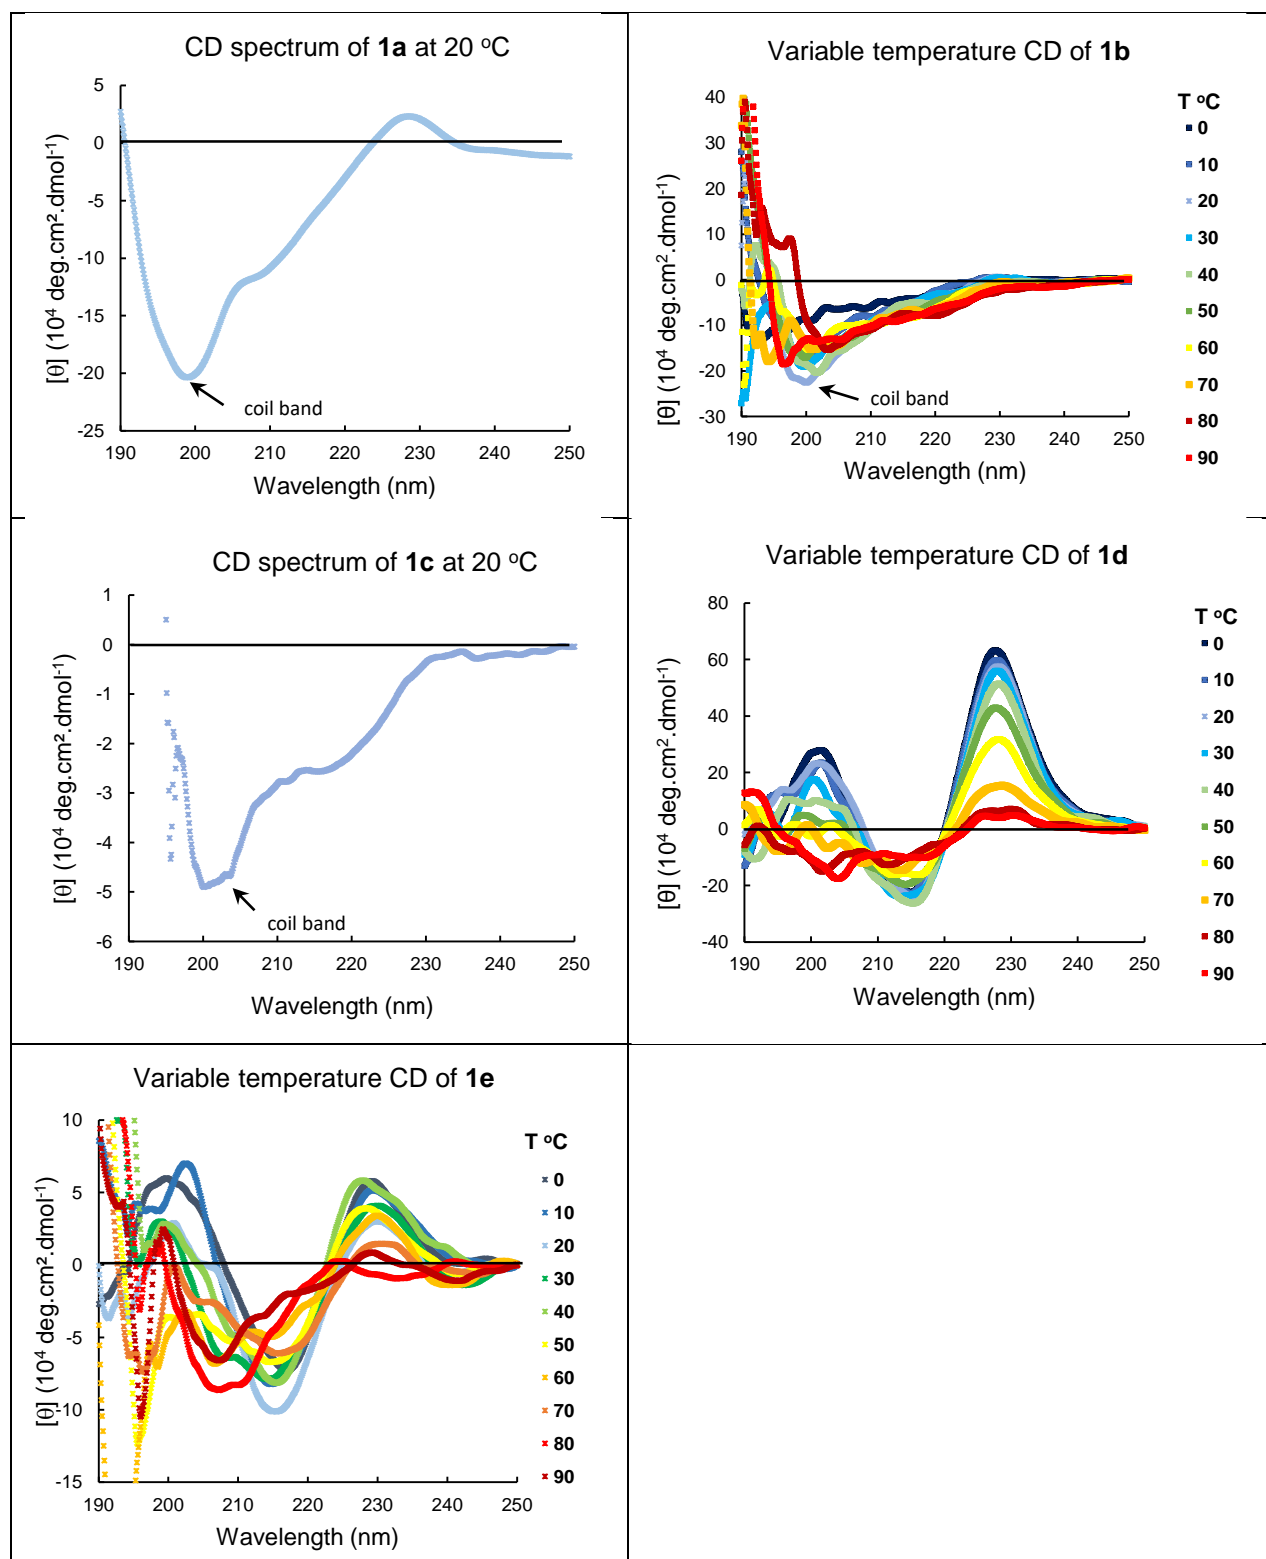 CD spectrum of 1a at 20 ºC
5
0
-5
-10
-15
-20
-25
190 200 210 220 230 240 250
[θ] (10⁴ deg.cm².dmol⁻¹)
Wavelength (nm)
coil band
Variable temperature CD of 1b
40
30
20
10
0
-10
-20
-30
190 200 210 220 230 240 250
[θ] (10⁴ deg.cm².dmol⁻¹)
Wavelength (nm)
coil band
T ºC
0
10
20
30
40
50
60
70
80
90
CD spectrum of 1c at 20 ºC
1
0
-1
-2
-3
-4
-5
-6
190 200 210 220 230 240 250
[θ] (10⁴ deg.cm².dmol⁻¹)
Wavelength (nm)
coil band
Variable temperature CD of 1d
80
60
40
20
0
-20
-40
190 200 210 220 230 240 250
[θ] (10⁴ deg.cm².dmol⁻¹)
Wavelength (nm)
T ºC
0
10
20
30
40
50
60
70
80
90
Variable temperature CD of 1e
10
5
0
-5
-10
-15
190 200 210 220 230 240 250
[θ] (10⁴ deg.cm².dmol⁻¹)
Wavelength (nm)
T ºC
0
10
20
30
40
50
60
70
80
90